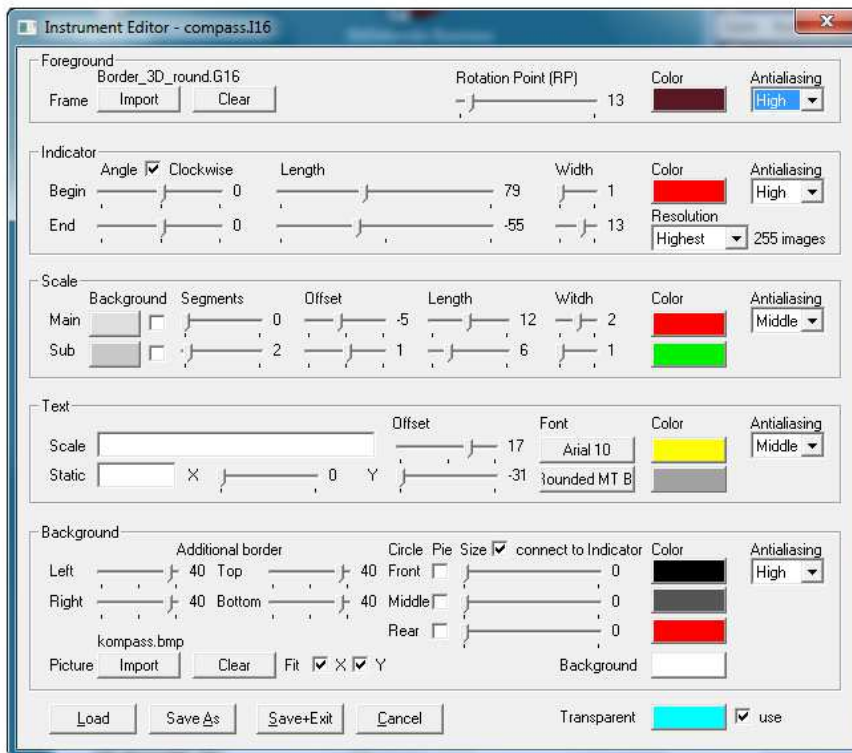 Instrument Editor - compass.I16
Foreground
Border_3D_round.G16 Rotation Point (RP) Color Antialiasing
Frame Import Clear 13 High
Indicator
Angle Clockwise Length Width Color Antialiasing
Begin 0 79 1 High
Resolution
End 0 -55 13 Highest 255 images
Scale
Background Segments Offset Length Witdh Color Antialiasing
Main 0 -5 12 2 Middle
Sub 2 1 6 1
Text
Offset Font Color Antialiasing
Scale 17 Arial 10 Middle
Static X 0 Y -31 Rounded MT B
Background
Additional border Circle Pie Size connect to Indicator Color Antialiasing
Left 40 Top 40 Front 0 High
Right 40 Bottom 40 Middle 0
Rear 0
kompass.bmp
Picture Import Clear Fit X Y Background
Load Save As Save+Exit Cancel Transparent use